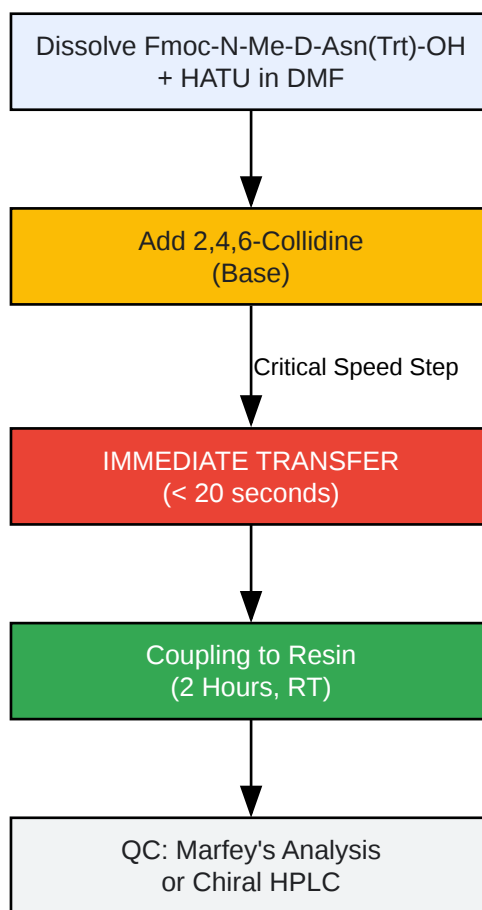 Dissolve Fmoc-N-Me-D-Asn(Trt)-OH
+ HATU in DMF
Add 2,4,6-Collidine
(Base)
Critical Speed Step
IMMEDIATE TRANSFER
(< 20 seconds)
Coupling to Resin
(2 Hours, RT)
QC: Marfey's Analysis
or Chiral HPLC